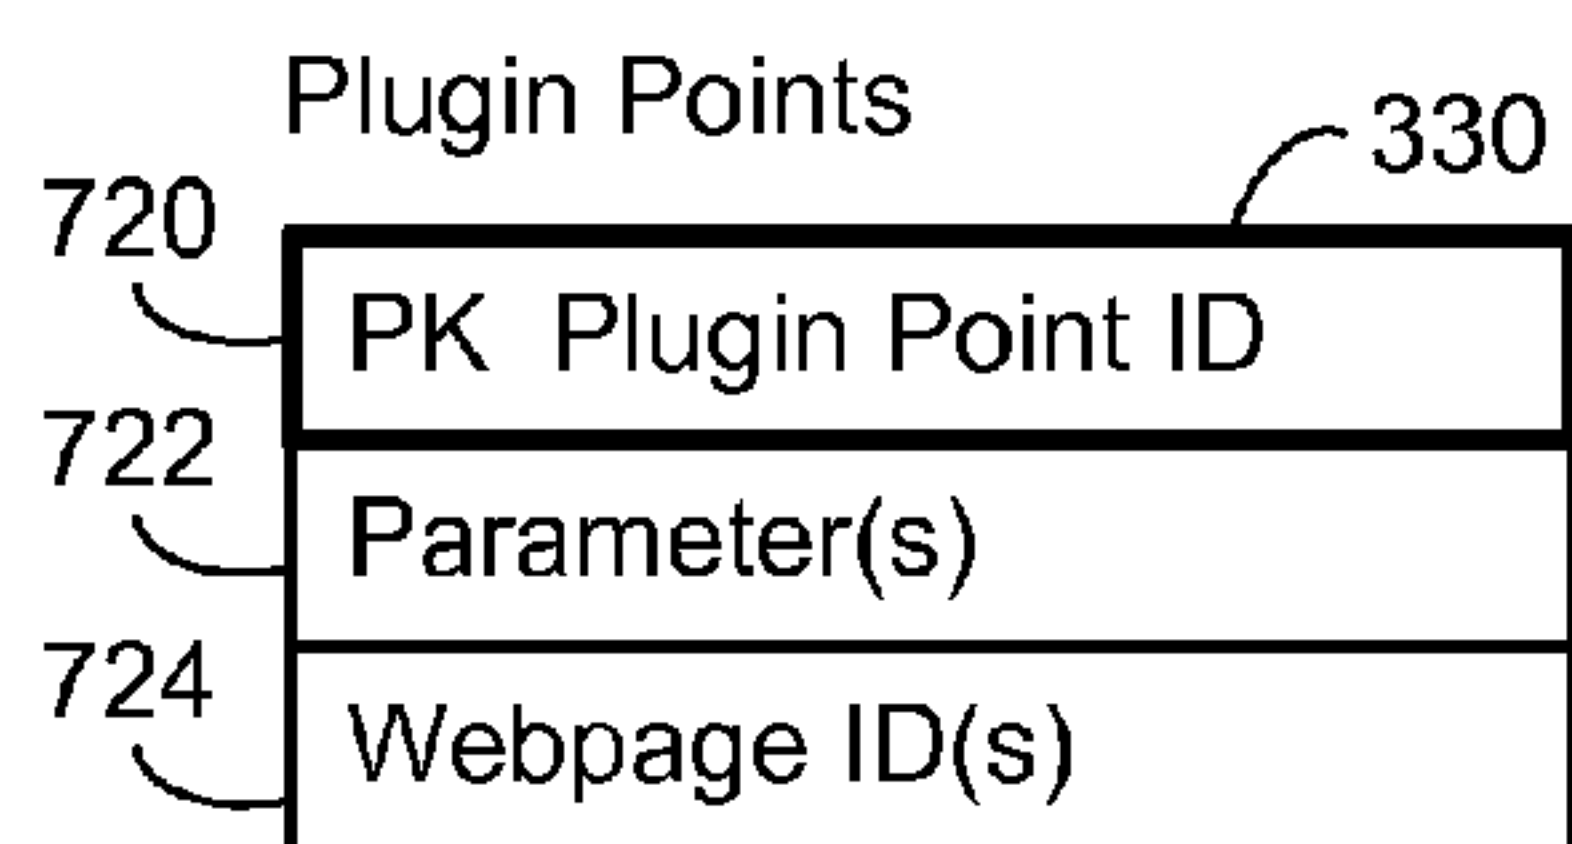 Plugin Points
330
720
PK Plugin Point ID
722
Parameter(s)
724
Webpage ID(s)